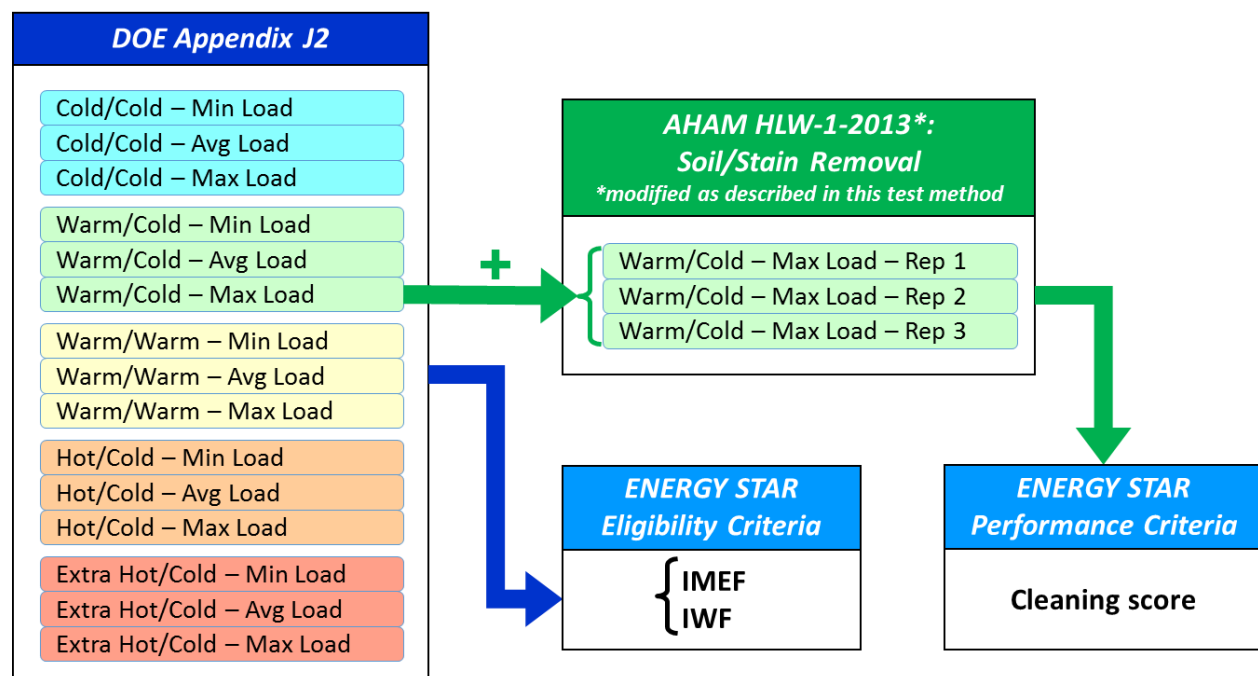 DOE Appendix J2
Cold/Cold – Min Load
Cold/Cold – Avg Load
Cold/Cold – Max Load
Warm/Cold – Min Load
Warm/Cold – Avg Load
Warm/Cold – Max Load
Warm/Warm – Min Load
Warm/Warm – Avg Load
Warm/Warm – Max Load
Hot/Cold – Min Load
Hot/Cold – Avg Load
Hot/Cold – Max Load
Extra Hot/Cold – Min Load
Extra Hot/Cold – Avg Load
Extra Hot/Cold – Max Load
+
AHAM HLW-1-2013*:
Soil/Stain Removal
*modified as described in this test method
Warm/Cold – Max Load – Rep 1
Warm/Cold – Max Load – Rep 2
Warm/Cold – Max Load – Rep 3
ENERGY STAR
Eligibility Criteria
IMEF
IWF
ENERGY STAR
Performance Criteria
Cleaning score